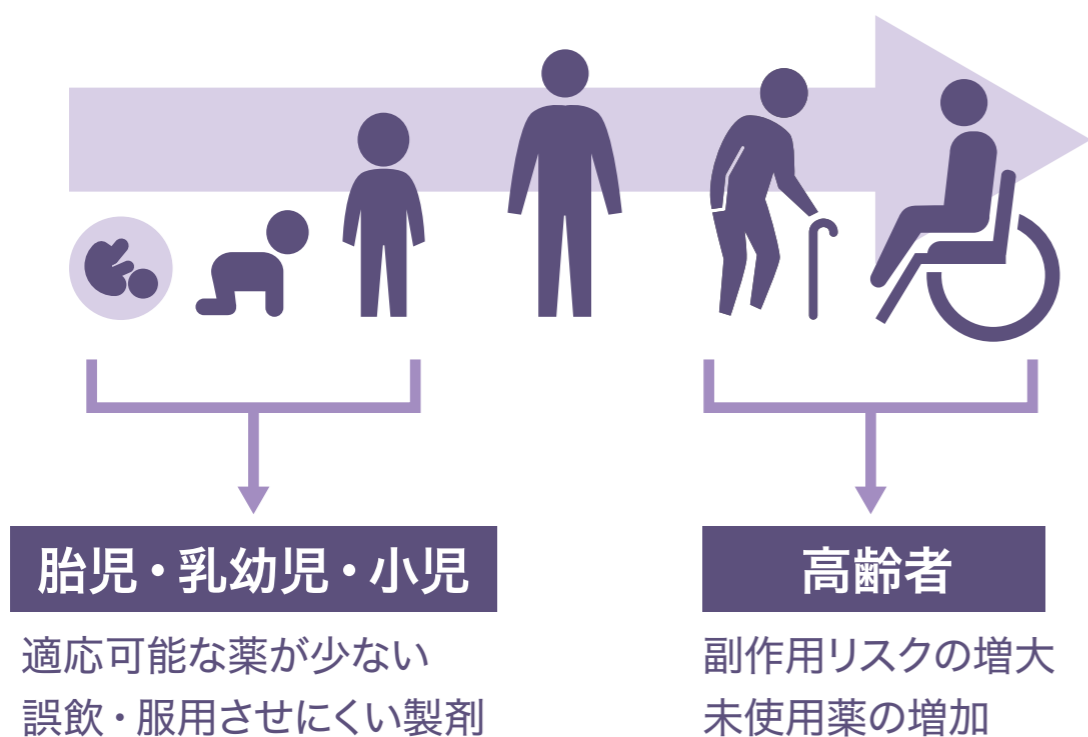 胎児・乳幼児・小児
適応可能な薬が少ない
誤飲・服用させにくい製剤
高齢者
副作用リスクの増大
未使用薬の増加